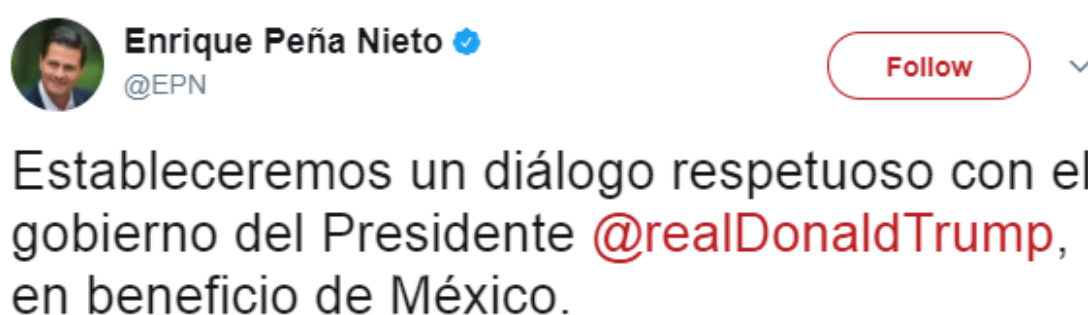 Enrique Peña Nieto
@EPN
Follow
Estableceremos un diálogo respetuoso con el
gobierno del Presidente @realDonaldTrump,
en beneficio de México.